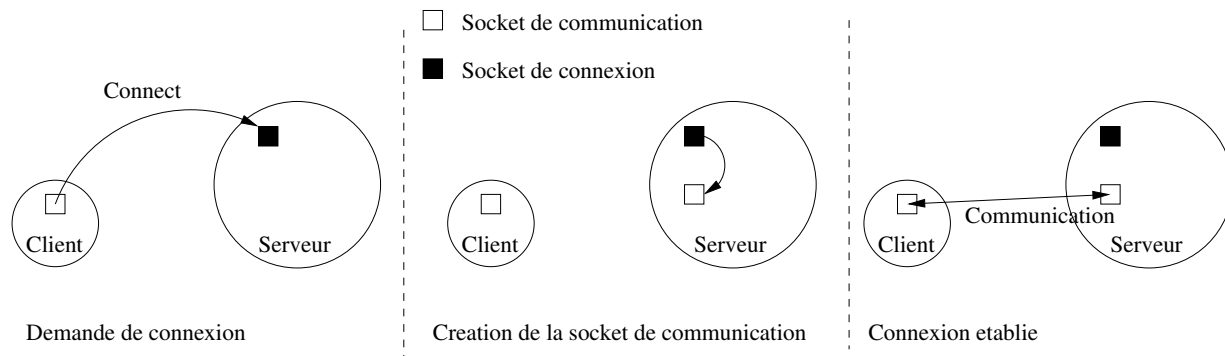 Socket de communication
Socket de connexion
Connect
Client
Serveur
Demande de connexion
Client
Serveur
Creation de la socket de communication
Communication
Client
Serveur
Connexion etablie